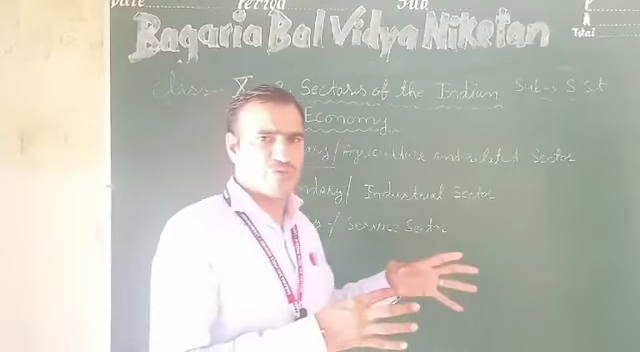 Date Period Sub P
A
Total
Bagaria Bal Vidya Niketan
Class - X Sectors of the Indian Sub - S St
Economy
/ Agriculture and related Sector
/ Industrial Sector
/ Service Sector